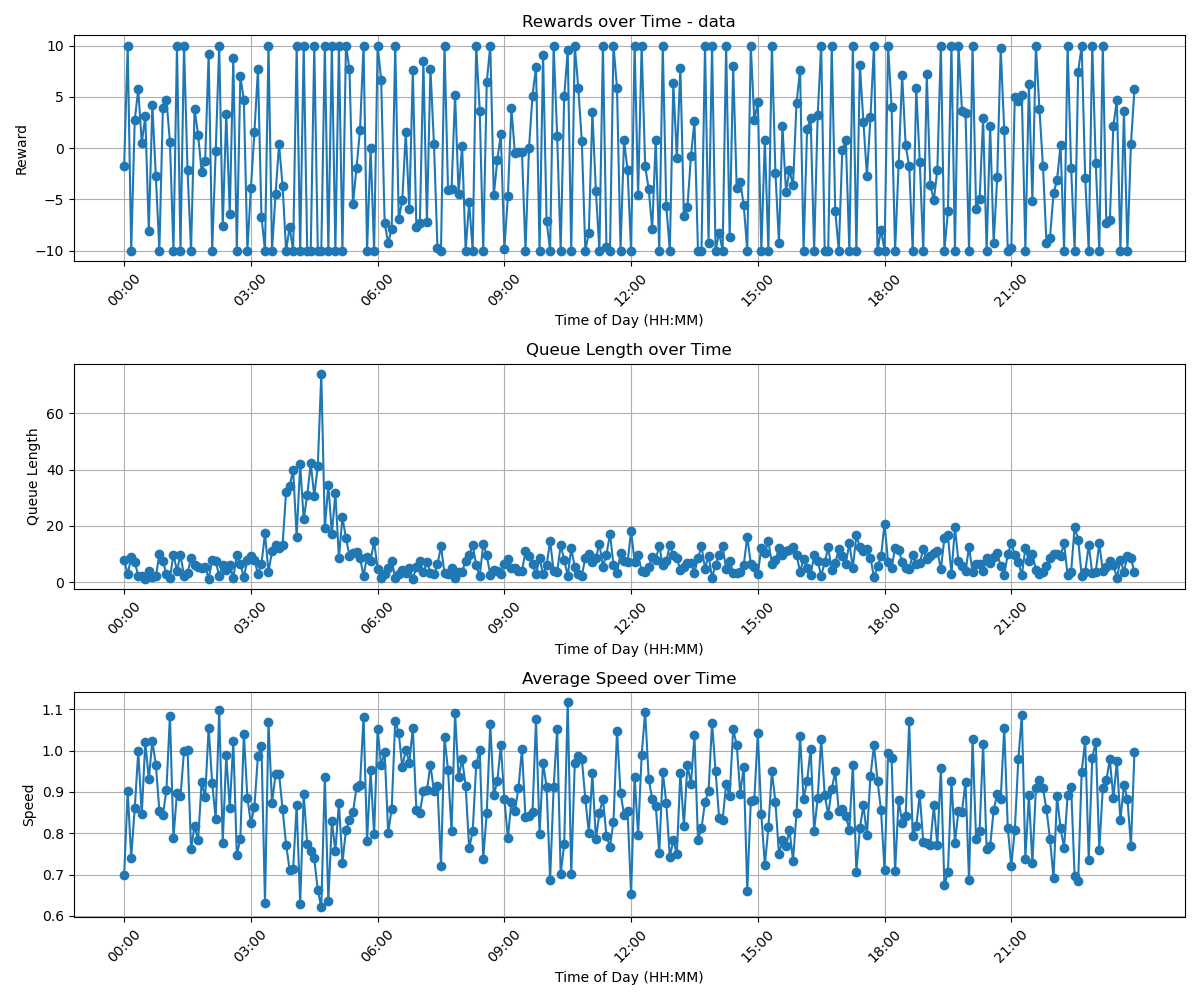 Rewards over Time - data
Reward
10
5
0
−5
−10
00:00 03:00 06:00 09:00 12:00 15:00 18:00 21:00
Time of Day (HH:MM)
Queue Length over Time
Queue Length
60
40
20
0
00:00 03:00 06:00 09:00 12:00 15:00 18:00 21:00
Time of Day (HH:MM)
Average Speed over Time
Speed
1.1
1.0
0.9
0.8
0.7
0.6
00:00 03:00 06:00 09:00 12:00 15:00 18:00 21:00
Time of Day (HH:MM)